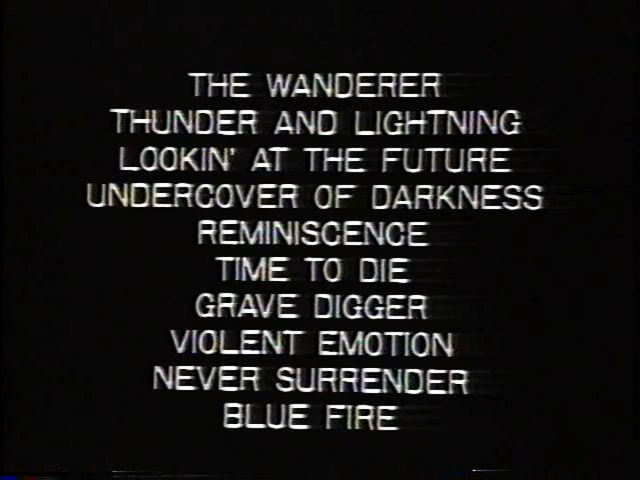 THE WANDERER
THUNDER AND LIGHTNING
LOOKIN' AT THE FUTURE
UNDERCOVER OF DARKNESS
REMINISCENCE
TIME TO DIE
GRAVE DIGGER
VIOLENT EMOTION
NEVER SURRENDER
BLUE FIRE